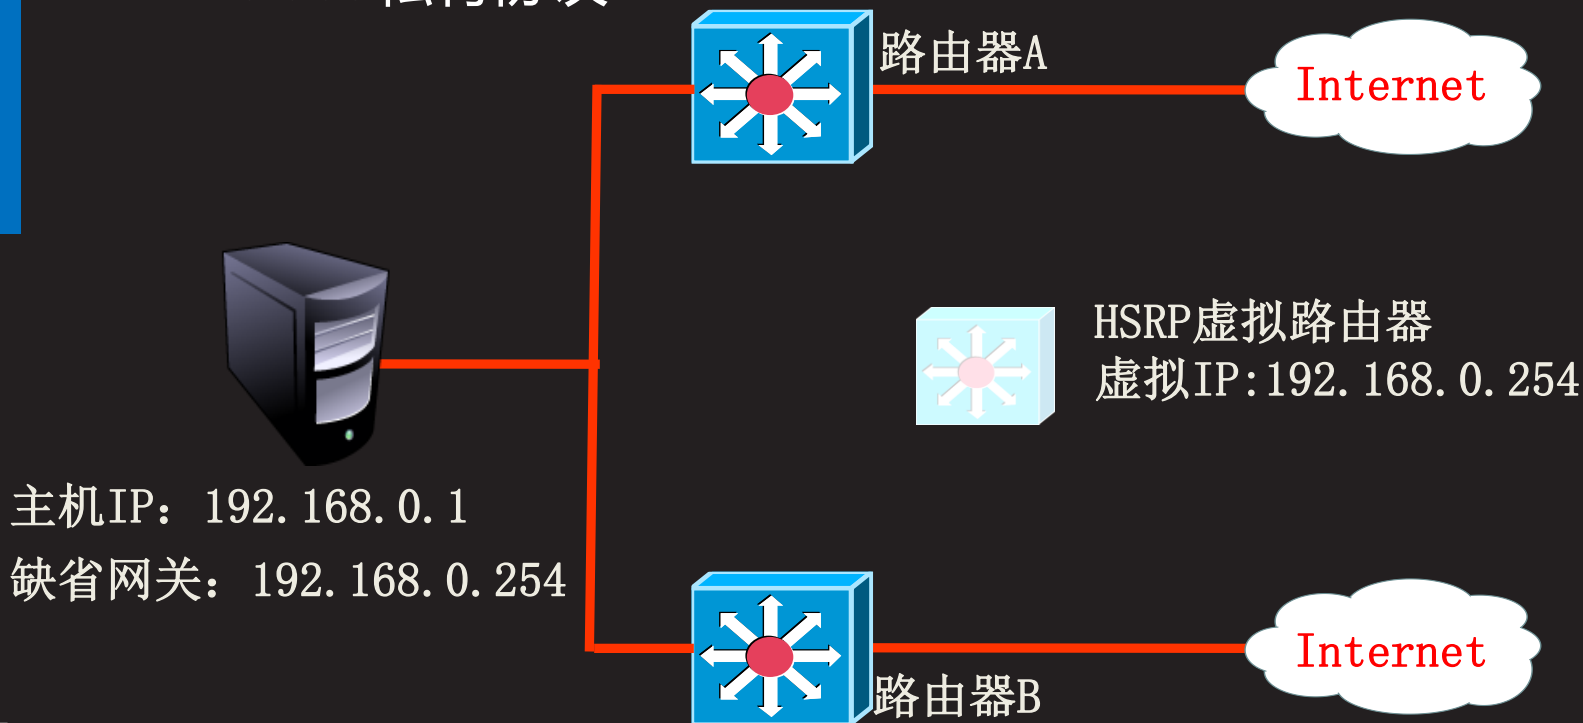 路由器A
Internet
HSRP虚拟路由器
虚拟IP:192.168.0.254
主机IP：192.168.0.1
缺省网关：192.168.0.254
Internet
路由器B